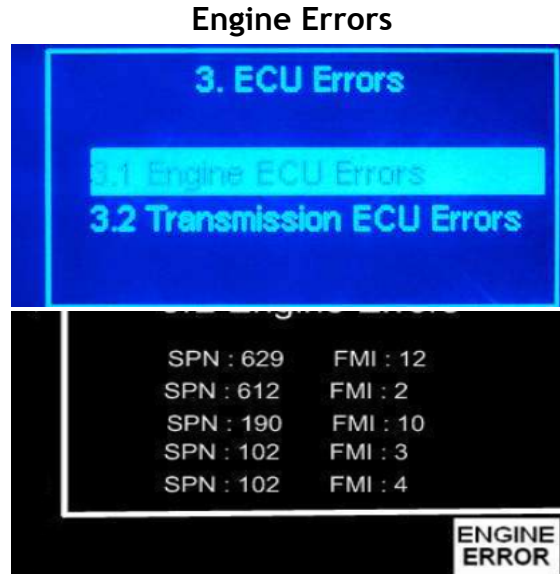 Engine Errors
3. ECU Errors
3.1 Engine ECU Errors
3.2 Transmission ECU Errors
SPN : 629 FMI : 12
SPN : 612 FMI : 2
SPN : 190 FMI : 10
SPN : 102 FMI : 3
SPN : 102 FMI : 4
ENGINE
ERROR